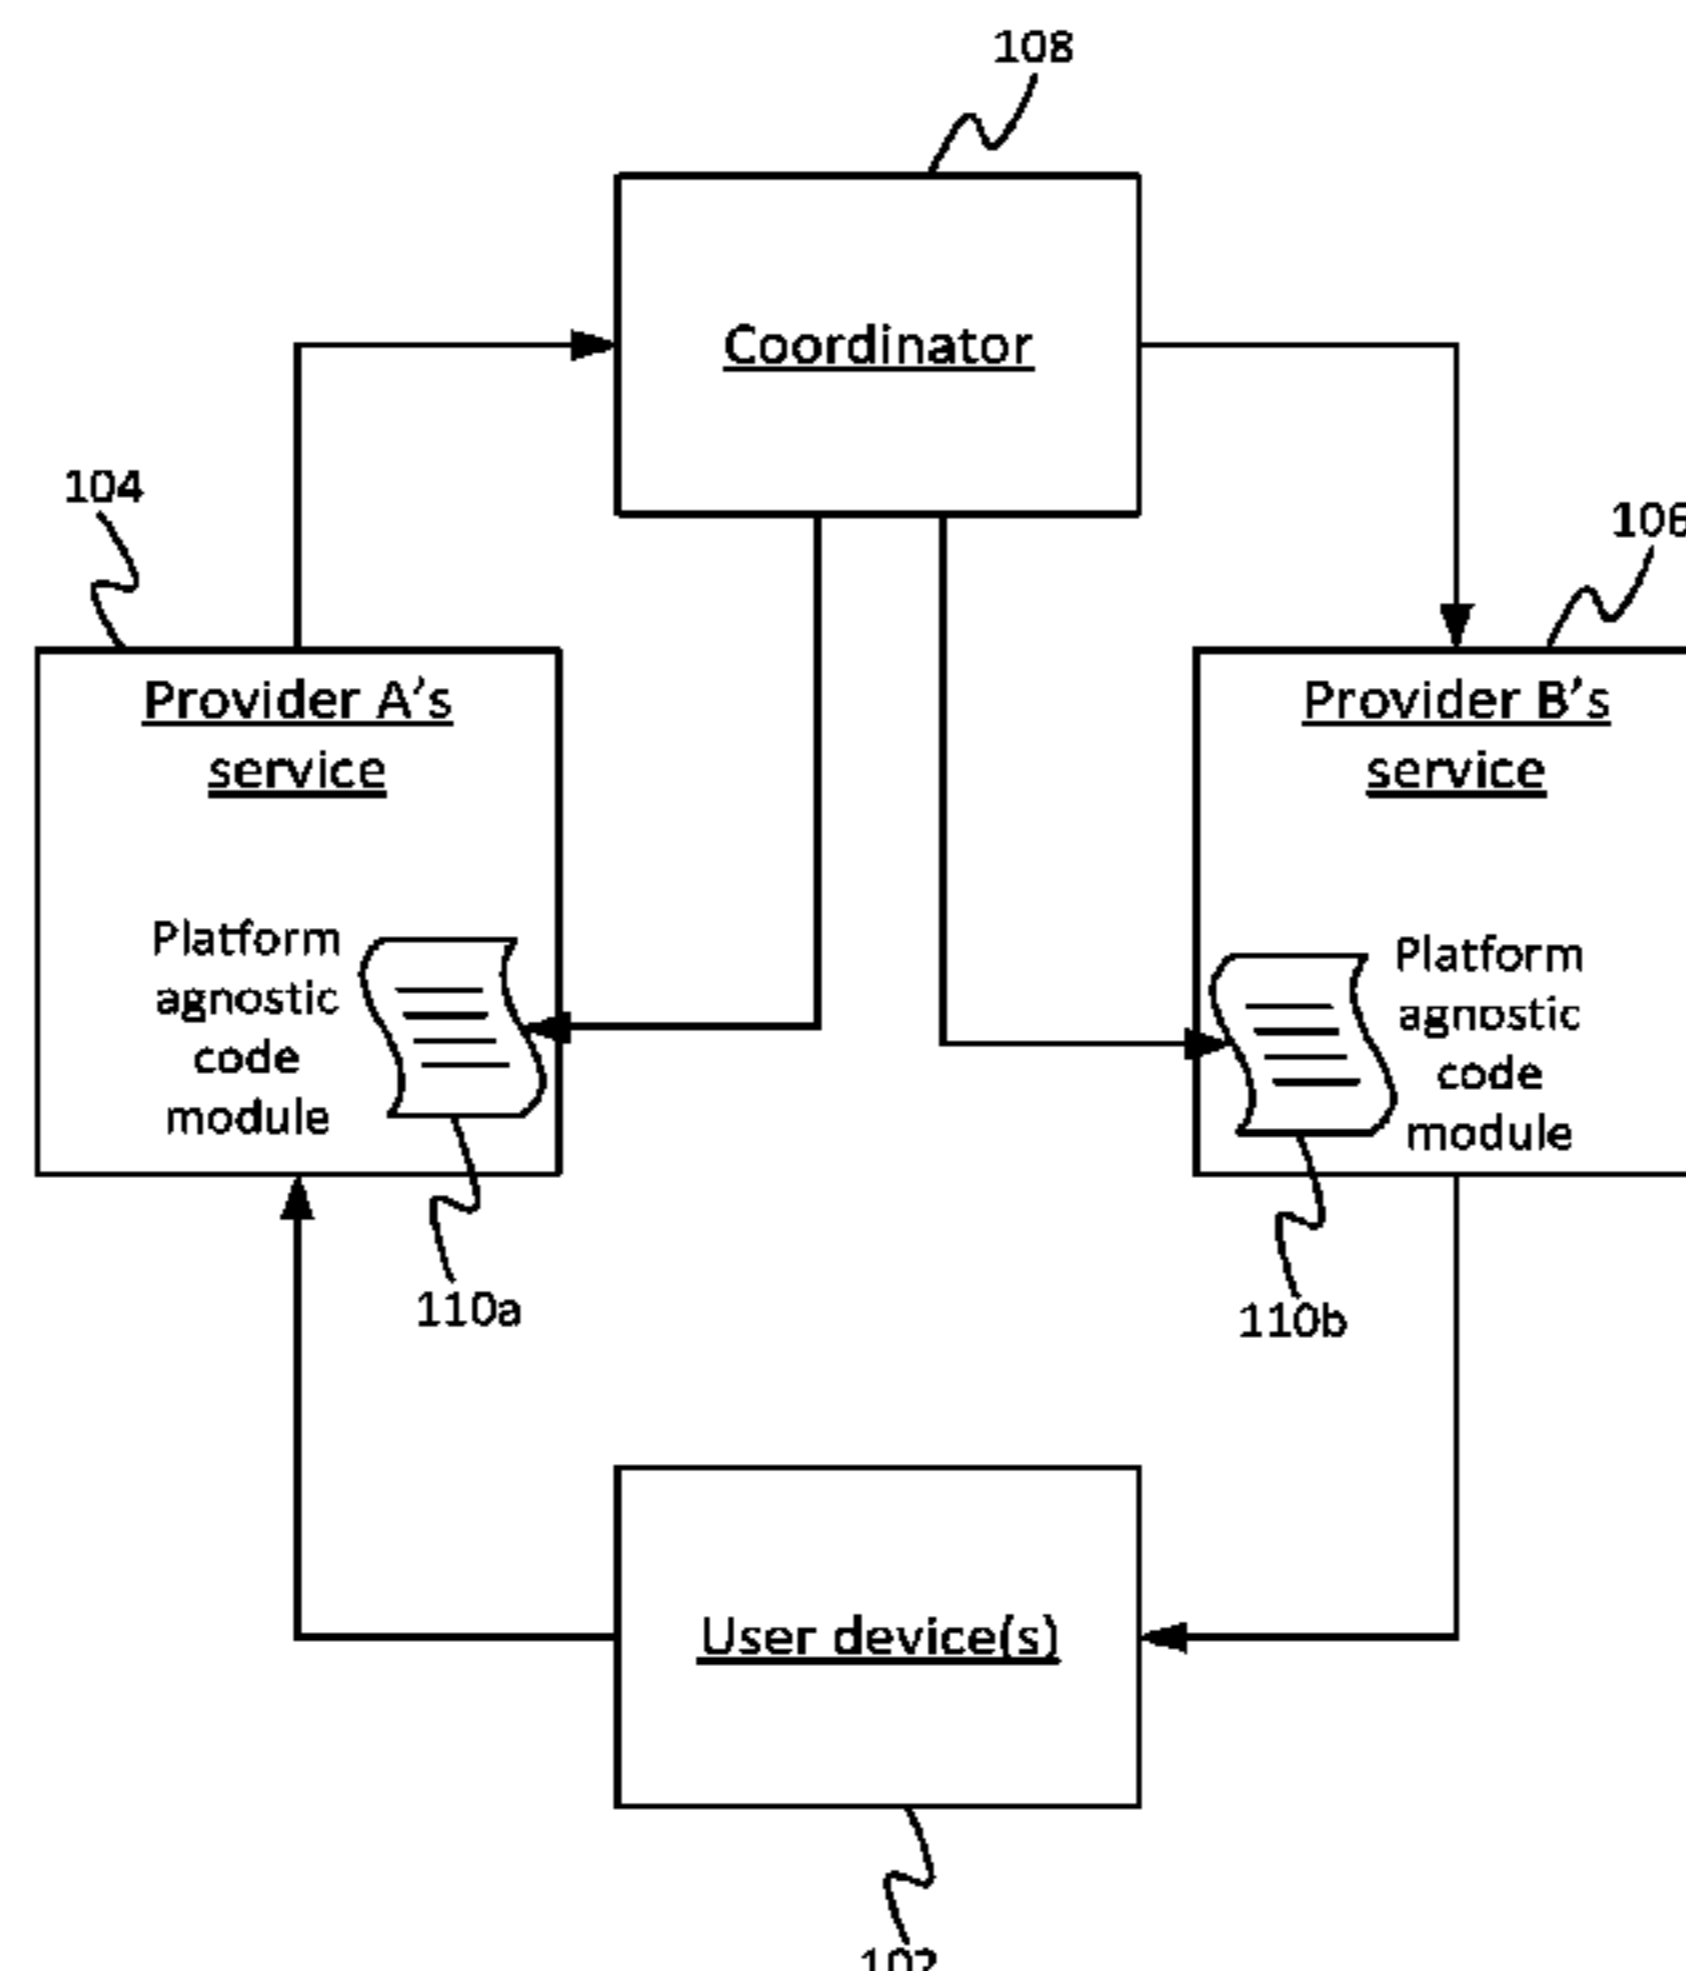 108
Coordinator
104
106
Provider A's
service
Provider B's
service
Platform
agnostic
code
module
Platform
agnostic
code
module
110a
110b
User device(s)
102